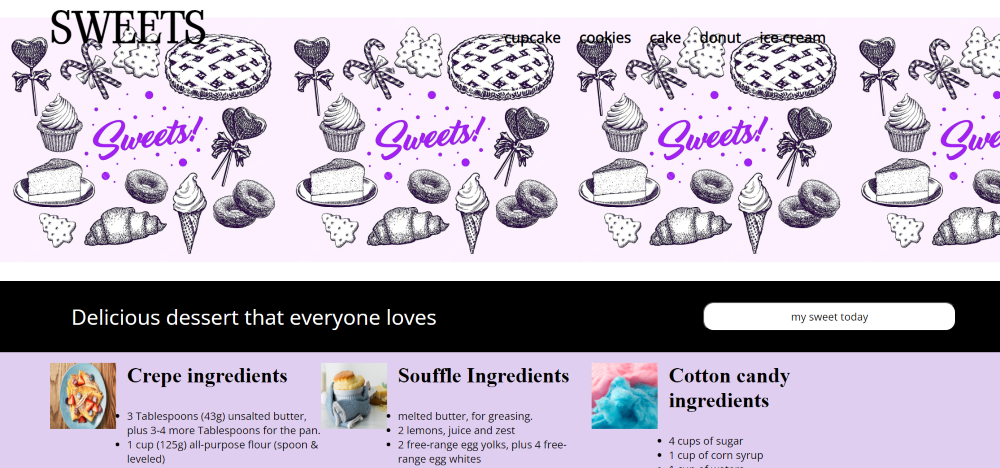 SWEETS
cupcake cookies cake donut ice cream
Sweets! Sweets! Sweets! Swee
Delicious dessert that everyone loves
my sweet today
Crepe ingredients
3 Tablespoons (43g) unsalted butter,
plus 3-4 more Tablespoons for the pan.
1 cup (125g) all-purpose flour (spoon &
leveled)
Souffle Ingredients
melted butter, for greasing.
2 lemons, juice and zest
2 free-range egg yolks, plus 4 free-
range egg whites
Cotton candy
ingredients
4 cups of sugar
1 cup of corn syrup